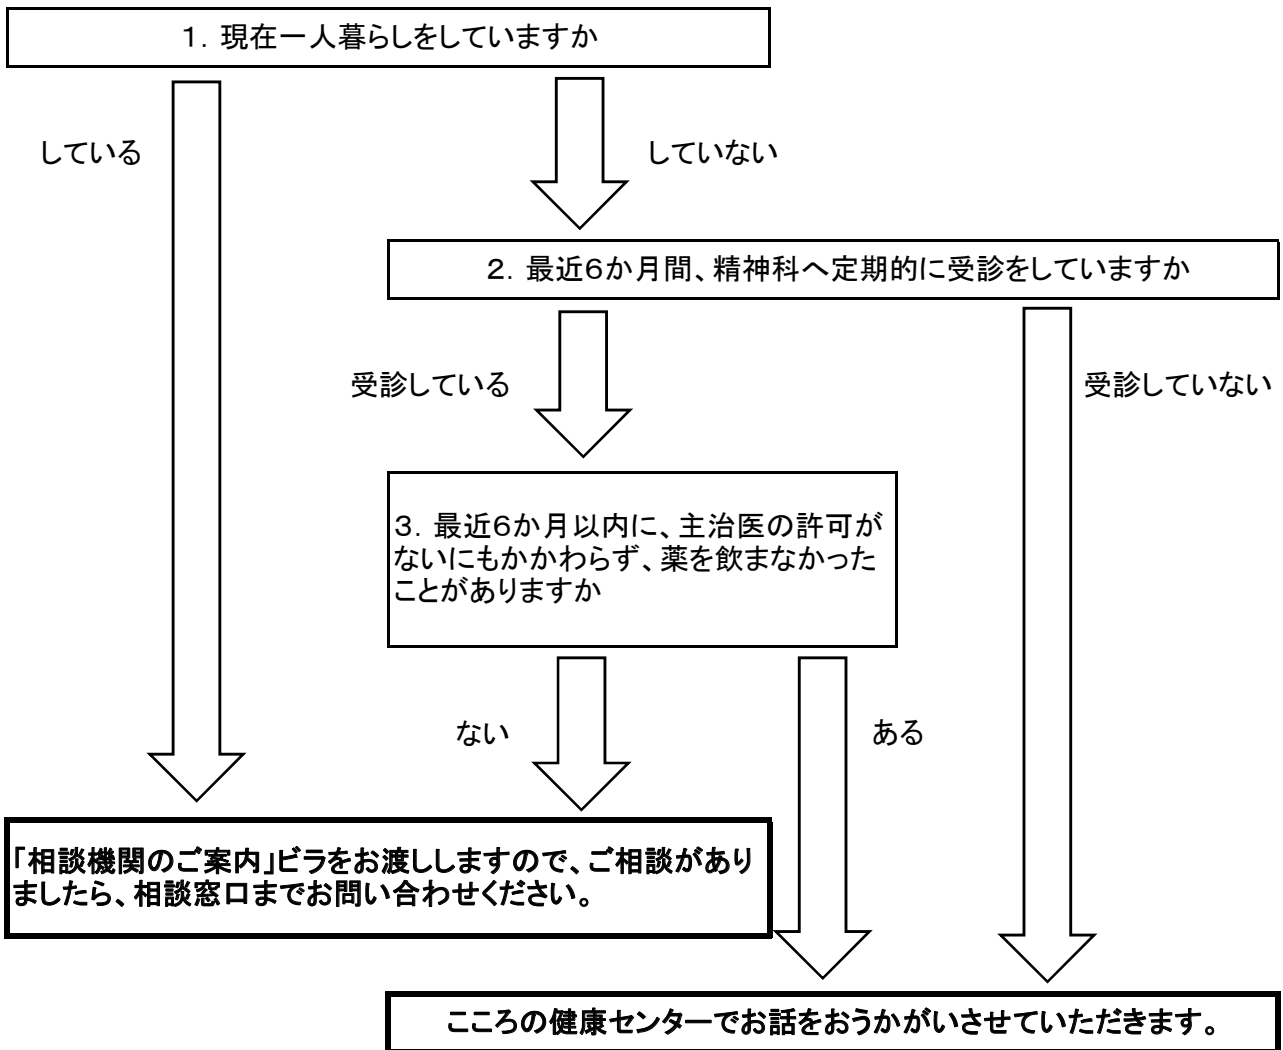 1．現在一人暮らしをしていますか
している
していない
2．最近6か月間、精神科へ定期的に受診をしていますか
受診している
受診していない
3．最近6か月以内に、主治医の許可が
ないにもかかわらず、薬を飲まなかった
ことがありますか
ない
ある
「相談機関のご案内」ビラをお渡ししますので、ご相談があり
ましたら、相談窓口までお問い合わせください。
こころの健康センターでお話をおうかがいさせていただきます。